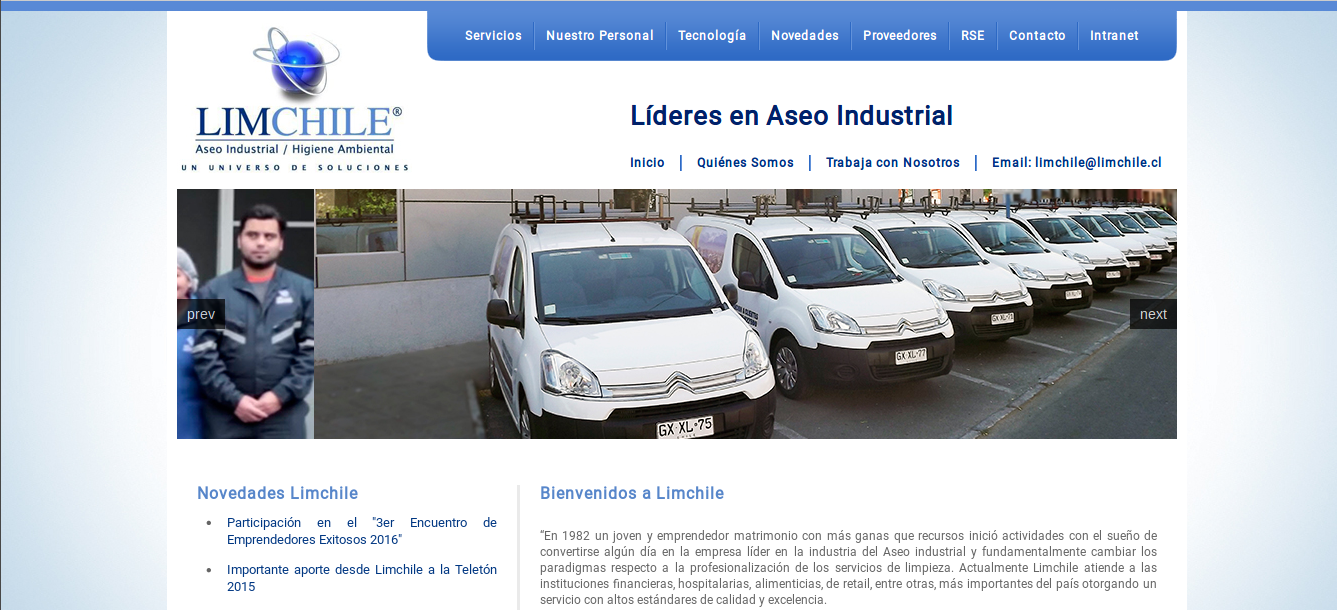 Servicios
Nuestro Personal
Tecnología
Novedades
Proveedores
RSE
Contacto
Intranet
LIMCHILE®
Aseo Industrial / Higiene Ambiental
UN UNIVERSO DE SOLUCIONES
Líderes en Aseo Industrial
Inicio | Quiénes Somos | Trabaja con Nosotros | Email: limchile@limchile.cl
prev
next
GX XL 75
GX XL 77
Novedades Limchile
Participación en el "3er Encuentro de
Emprendedores Exitosos 2016"
Importante aporte desde Limchile a la Teletón
2015
Bienvenidos a Limchile
“En 1982 un joven y emprendedor matrimonio con más ganas que recursos inició actividades con el sueño de
convertirse algún día en la empresa líder en la industria del Aseo industrial y fundamentalmente cambiar los
paradigmas respecto a la profesionalización de los servicios de limpieza. Actualmente Limchile atiende a las
instituciones financieras, hospitalarias, alimenticias, de retail, entre otras, más importantes del país otorgando un
servicio con altos estándares de calidad y excelencia.